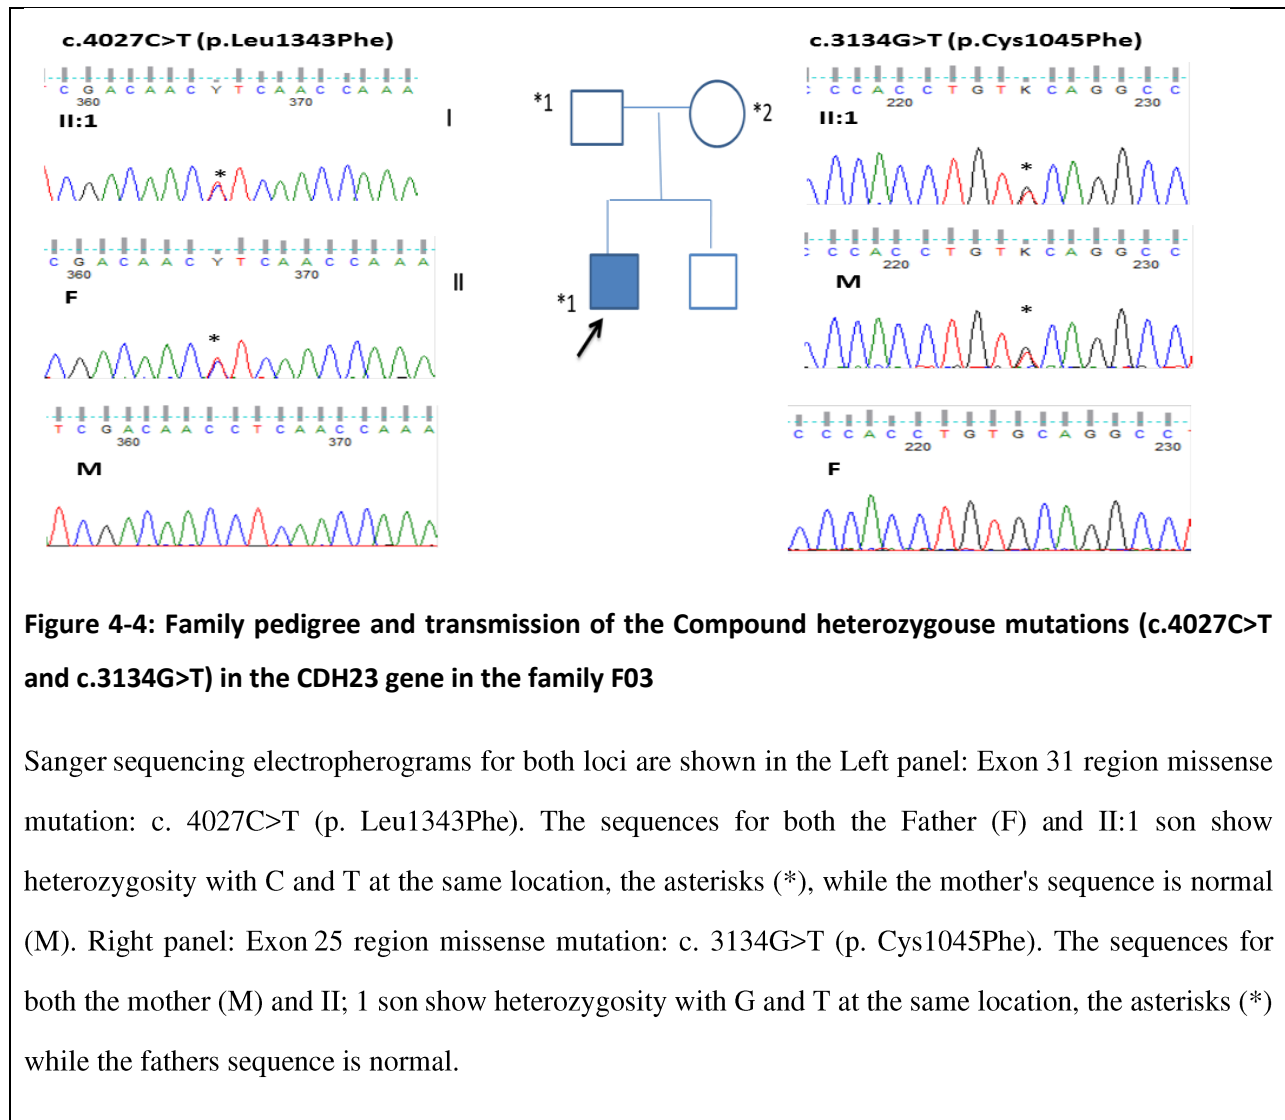 c.4027C>T (p.Leu1343Phe)
C G A C A A C Y T C A A C C A A A
360 370
II:1
*
C G A C A A C Y T C A A C C A A A
360 370
F
*
T C G A C A A C C T C A A C C A A A
360 370
M
I
*1
*2
II
*1
c.3134G>T (p.Cys1045Phe)
C C C A C C T G T K C A G G C C
220 230
II:1
*
C C C A C C T G T K C A G G C C
220 230
M
*
C C C A C C T G T G C A G G C C T
220 230
F
Figure 4-4: Family pedigree and transmission of the Compound heterozygouse mutations (c.4027C>T
and c.3134G>T) in the CDH23 gene in the family F03
Sanger sequencing electropherograms for both loci are shown in the Left panel: Exon 31 region missense
mutation: c. 4027C>T (p. Leu1343Phe). The sequences for both the Father (F) and II:1 son show
heterozygosity with C and T at the same location, the asterisks (*), while the mother's sequence is normal
(M). Right panel: Exon 25 region missense mutation: c. 3134G>T (p. Cys1045Phe). The sequences for
both the mother (M) and II; 1 son show heterozygosity with G and T at the same location, the asterisks (*)
while the fathers sequence is normal.